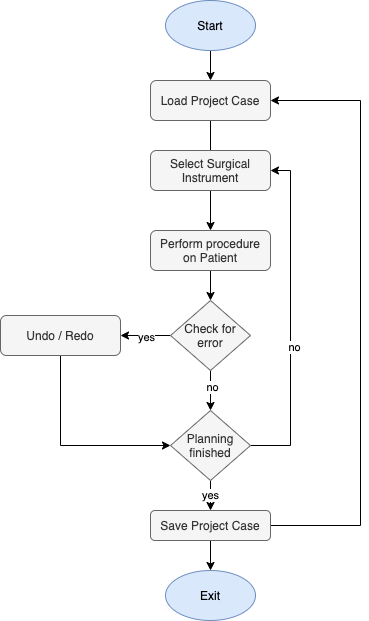 Start
Load Project Case
Select Surgical
Instrument
Perform procedure
on Patient
Check for
error
Undo / Redo
yes
no
no
Planning
finished
yes
Save Project Case
Exit